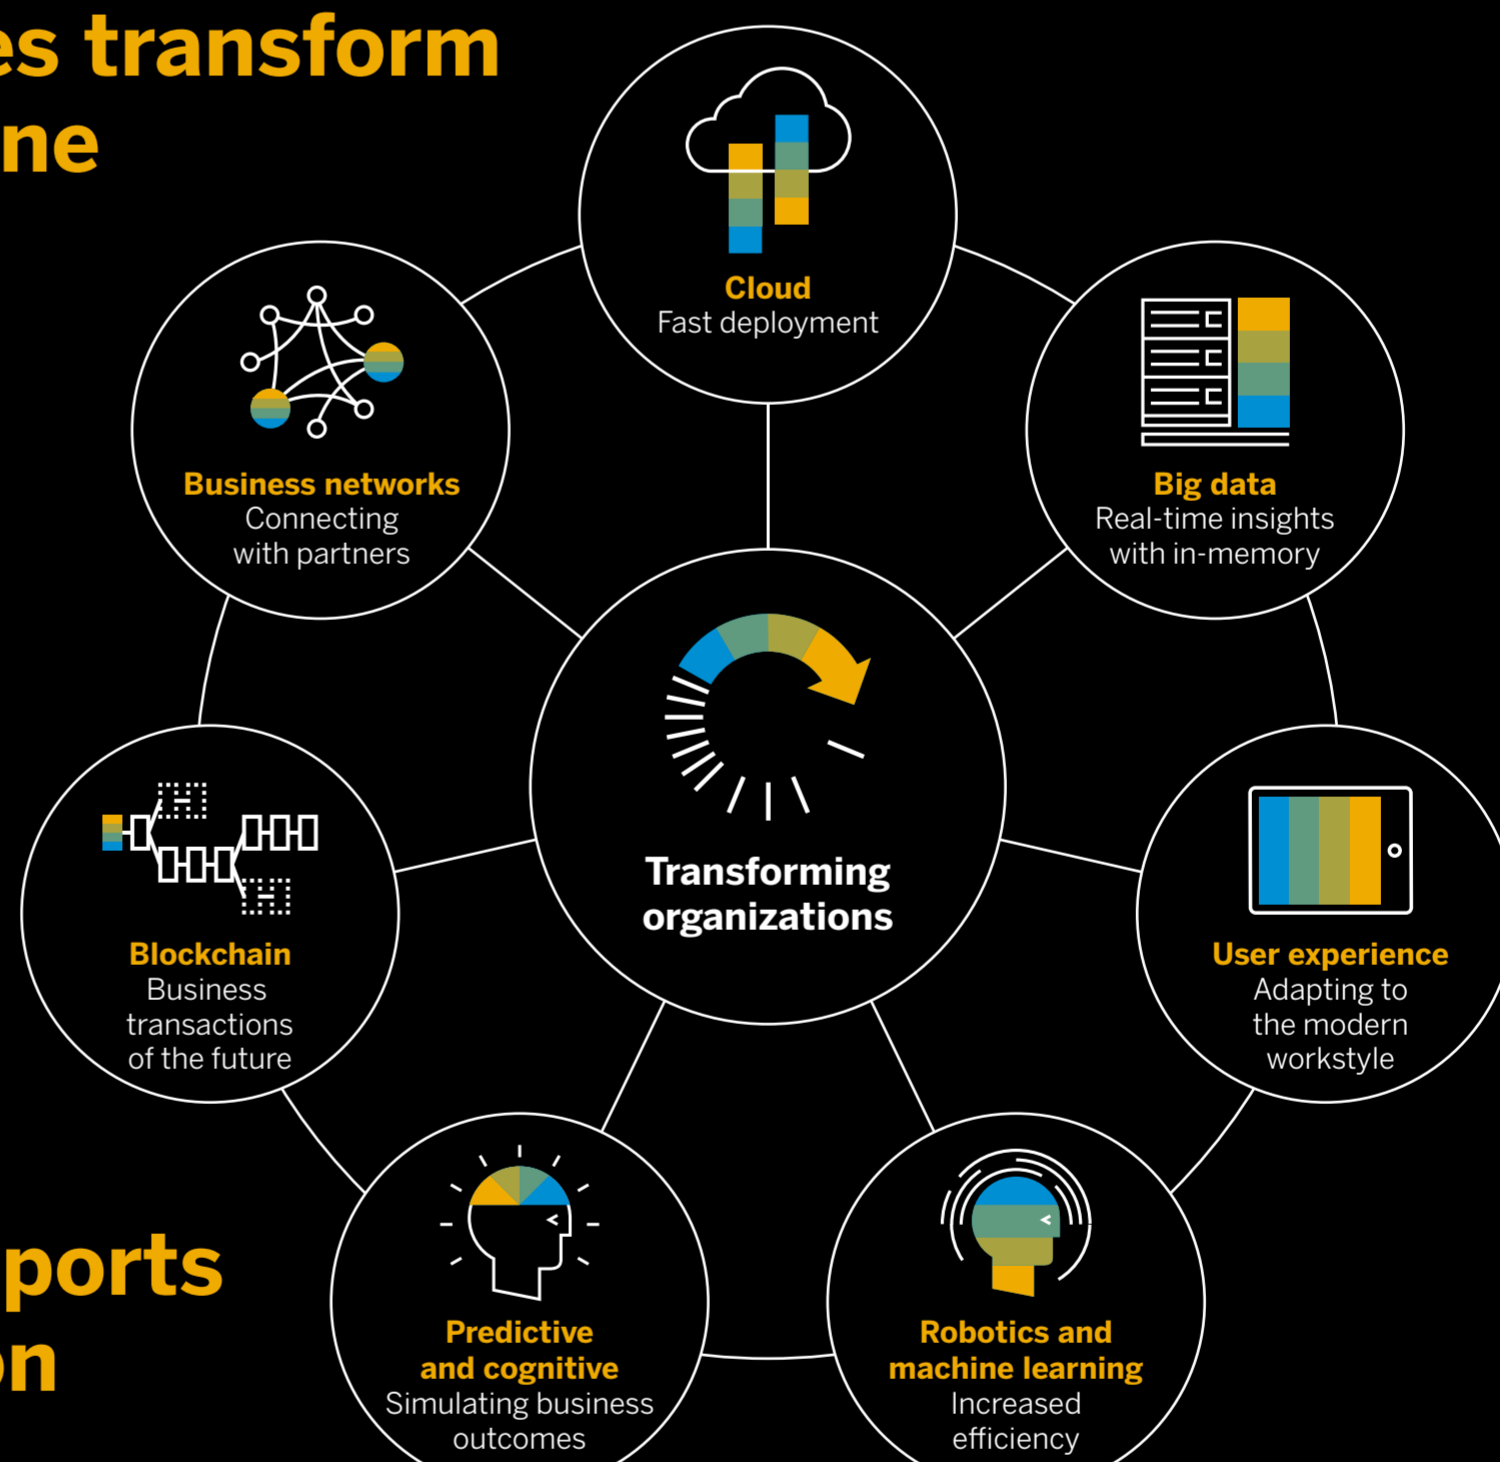 es transform
ne
Cloud
Fast deployment
Business networks
Connecting
with partners
Big data
Real-time insights
with in-memory
Transforming
organizations
Blockchain
Business
transactions
of the future
User experience
Adapting to
the modern
workstyle
ports
on
Predictive
and cognitive
Simulating business
outcomes
Robotics and
machine learning
Increased
efficiency